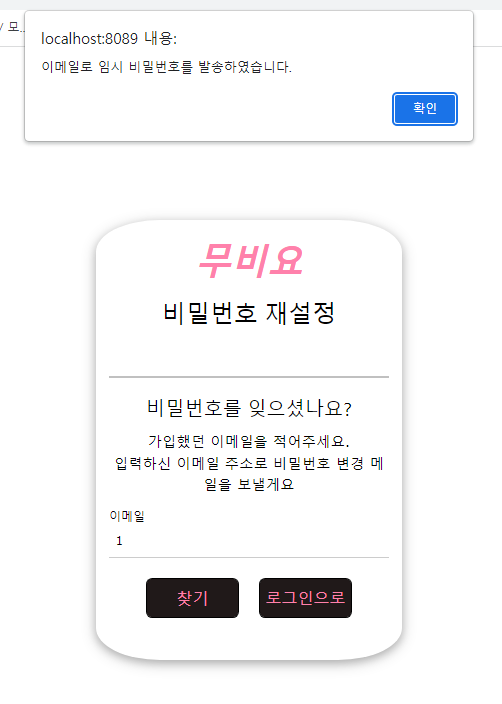 / 모
localhost:8089 내용:
이메일로 임시 비밀번호를 발송하였습니다.
확인
무비요
비밀번호 재설정
비밀번호를 잊으셨나요?
가입했던 이메일을 적어주세요.
입력하신 이메일 주소로 비밀번호 변경 메
일을 보낼게요
이메일
1
찾기
로그인으로